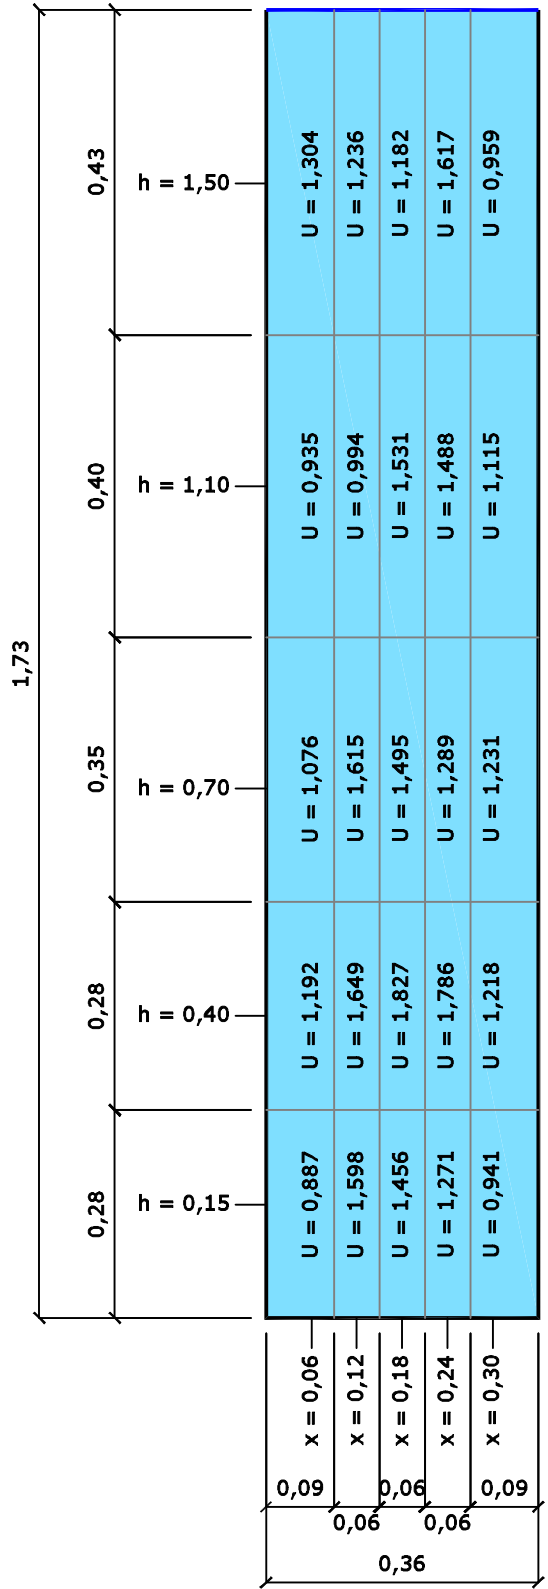 1,73
0,43
h = 1,50
U = 1,304
U = 1,236
U = 1,182
U = 1,617
U = 0,959
0,40
h = 1,10
U = 0,935
U = 0,994
U = 1,531
U = 1,488
U = 1,115
0,35
h = 0,70
U = 1,076
U = 1,615
U = 1,495
U = 1,289
U = 1,231
0,28
h = 0,40
U = 1,192
U = 1,649
U = 1,827
U = 1,786
U = 1,218
0,28
h = 0,15
U = 0,887
U = 1,598
U = 1,456
U = 1,271
U = 0,941
x = 0,06
x = 0,12
x = 0,18
x = 0,24
x = 0,30
0,09
0,06
0,06
0,06
0,09
0,36